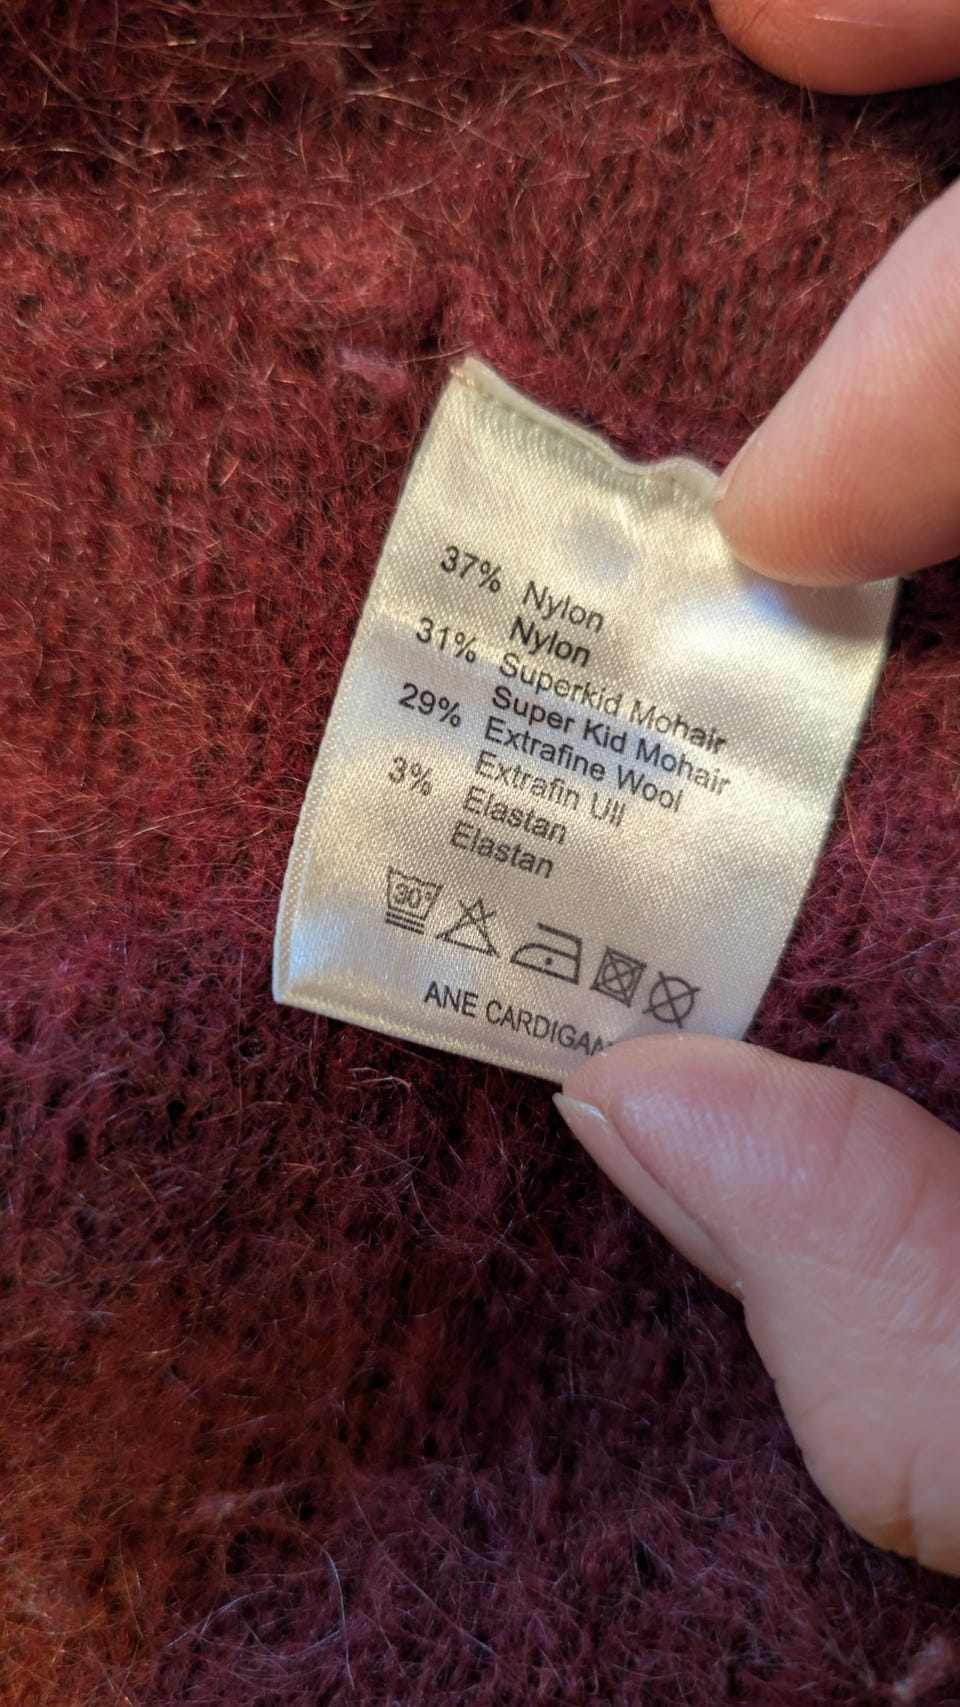 37% Nylon
Nylon
31% Superkid Mohair
Super Kid Mohair
29% Extrafine Wool
Extrafin Ull
3% Elastan
Elastan
30°
ANE CARDIGAN